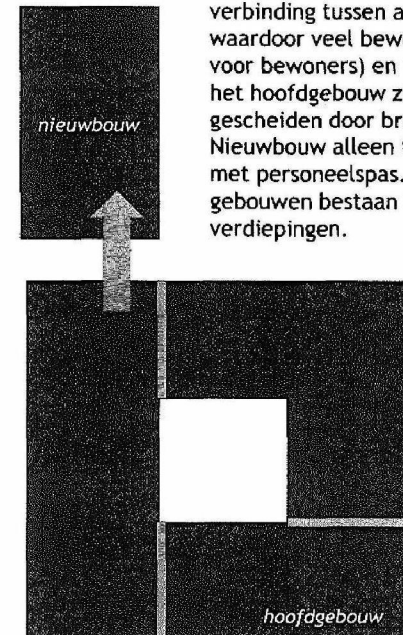 verbinding tussen a
waardoor veel bew
voor bewoners) en
het hoofdgebouw z
gescheiden door br
Nieuwbouw alleen
met personeelspas.
gebouwen bestaan
verdiepingen.
nieuwbouw
hoofdgebouw